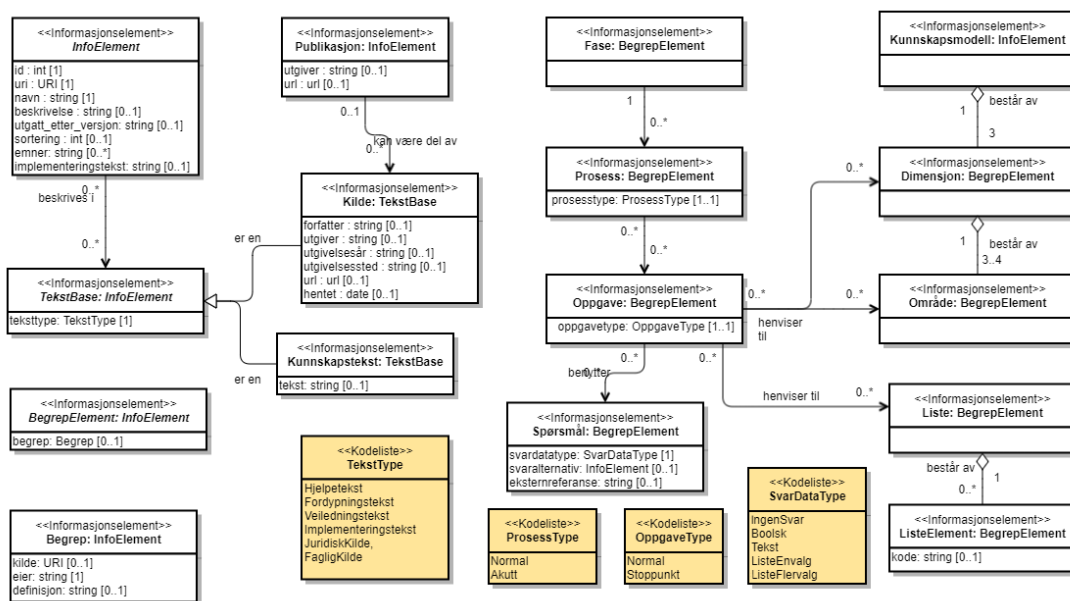 <<Informasjonselement>>
InfoElement
id : int [1]
uri : URI [1]
navn : string [1]
beskrivelse : string [0..1]
utgatt_etter_versjon: string [0..1]
sortering : int [0..1]
emner: string [0..*]
implementeringstekst: string [0..1]
0..*
beskrives i
0..*
<<Informasjonselement>>
TekstBase: InfoElement
teksttype: TekstType [1]
<<Informasjonselement>>
BegrepElement: InfoElement
begrep: Begrep [0..1]
<<Informasjonselement>>
Begrep: InfoElement
kilde: URI [0..1]
eier: string [1]
definisjon: string [0..1]
<<Informasjonselement>>
Publikasjon: InfoElement
utgiver : string [0..1]
url : url [0..1]
0..1
kan være del av
0..*
<<Informasjonselement>>
Kilde: TekstBase
forfatter : string [0..1]
utgiver : string [0..1]
utgivelsesår : string [0..1]
utgivelsessted : string [0..1]
url : url [0..1]
hentet : date [0..1]
er en
<<Informasjonselement>>
Kunnskapstekst: TekstBase
tekst: string [0..1]
er en
<<Kodeliste>>
TekstType
Hjelpetekst
Fordypningstekst
Veiledningstekst
Implementeringstekst
JuridiskKilde,
FagligKilde
<<Informasjonselement>>
Fase: BegrepElement
1
0..*
<<Informasjonselement>>
Prosess: BegrepElement
prosesstype: ProsessType [1..1]
0..*
0..*
<<Informasjonselement>>
Oppgave: BegrepElement
oppgavetype: OppgaveType [1..1]
0..*
0..*
0..*
0..*
henviser
til
0..*
0..*
benytter
0..*
henviser til
0..*
<<Informasjonselement>>
Spørsmål: BegrepElement
svardatatype: SvarDataType [1]
svaralternativ: InfoElement [0..1]
eksternreferanse: string [0..1]
<<Kodeliste>>
ProsessType
Normal
Akutt
<<Kodeliste>>
OppgaveType
Normal
Stoppunkt
<<Kodeliste>>
SvarDataType
IngenSvar
Boolsk
Tekst
ListeEnvalg
ListeFlervalg
<<Informasjonselement>>
Kunnskapsmodell: InfoElement
består av
1
3
<<Informasjonselement>>
Dimensjon: BegrepElement
1
består av
3..4
<<Informasjonselement>>
Område: BegrepElement
<<Informasjonselement>>
Liste: BegrepElement
består av
1
0..*
<<Informasjonselement>>
ListeElement: BegrepElement
kode: string [0..1]